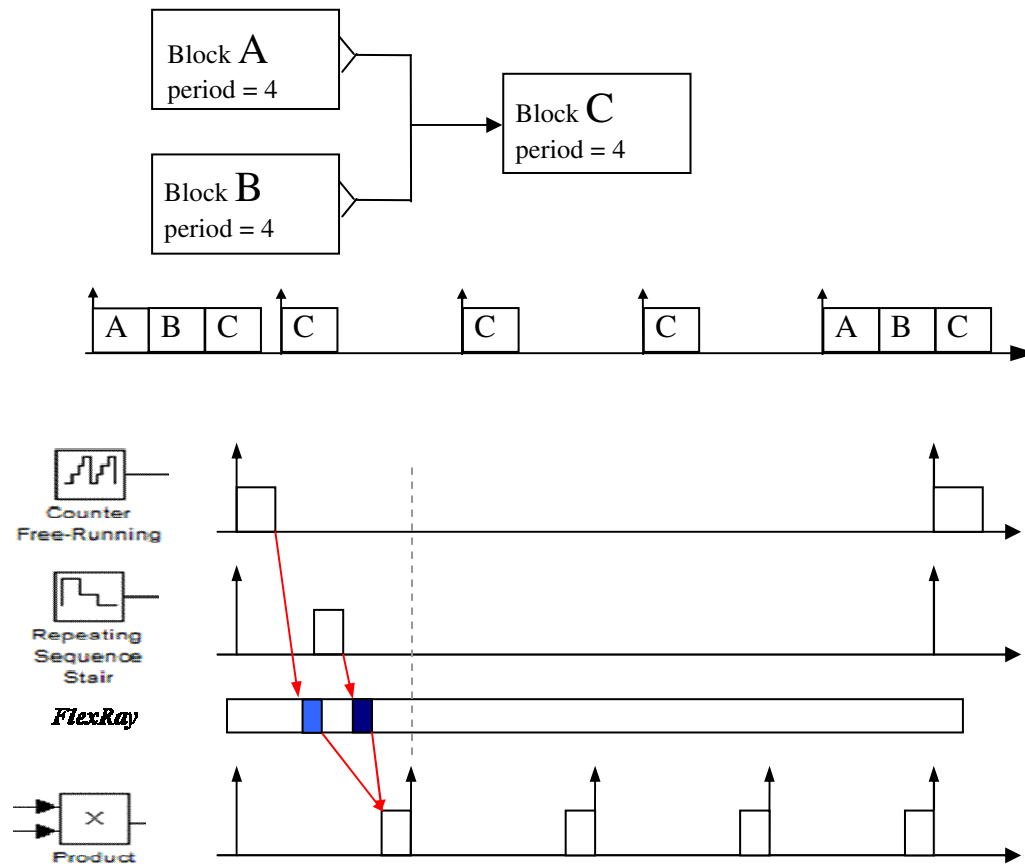 Block A
period = 4
Block C
period = 4
Block B
period = 4
A B C C C C A B C
Counter
Free-Running
Repeating
Sequence
Stair
FlexRay
X
Product